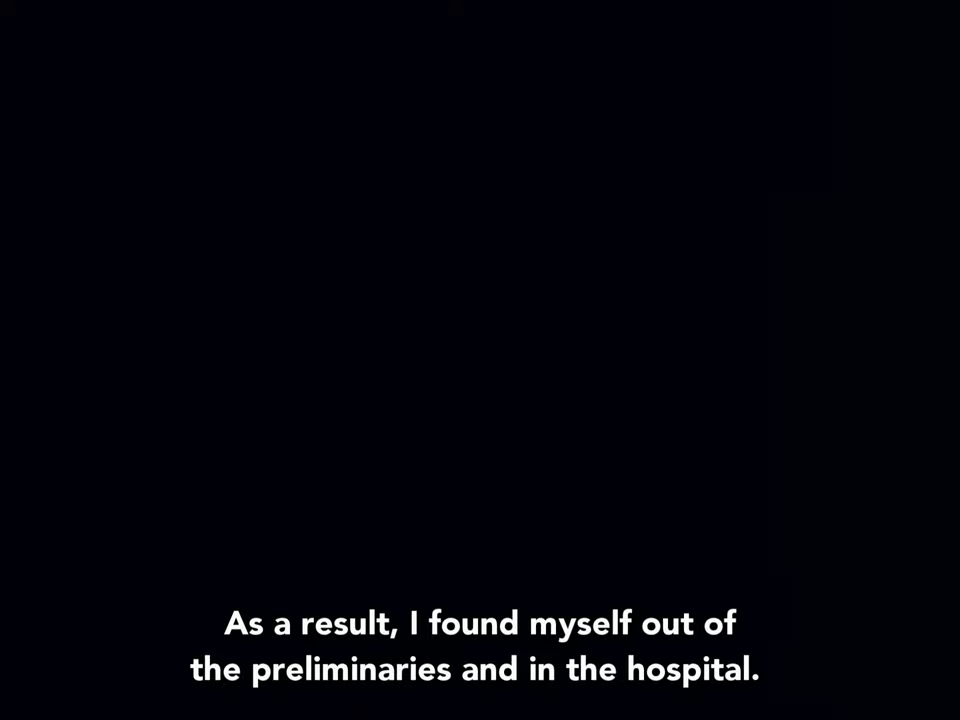 As a result, I found myself out of
the preliminaries and in the hospital.